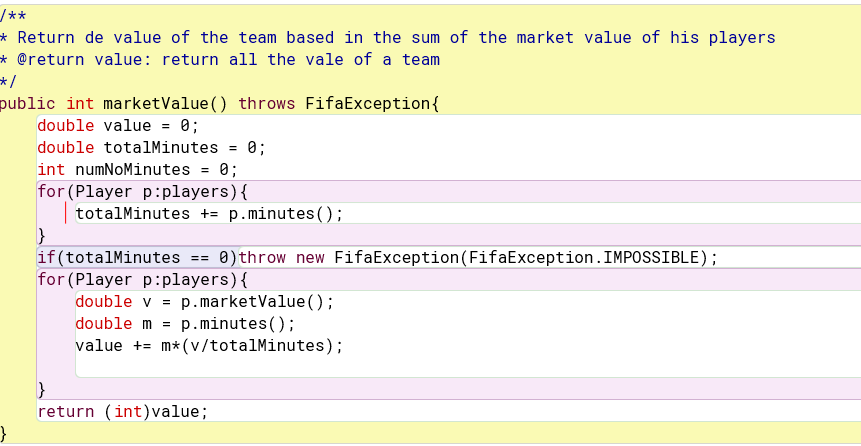 /**
* Return de value of the team based in the sum of the market value of his players
* @return value: return all the vale of a team
*/
public int marketValue() throws FifaException{
double value = 0;
double totalMinutes = 0;
int numNoMinutes = 0;
for(Player p:players){
totalMinutes += p.minutes();
}
if(totalMinutes == 0)throw new FifaException(FifaException.IMPOSSIBLE);
for(Player p:players){
double v = p.marketValue();
double m = p.minutes();
value += m*(v/totalMinutes);
}
return (int)value;
}